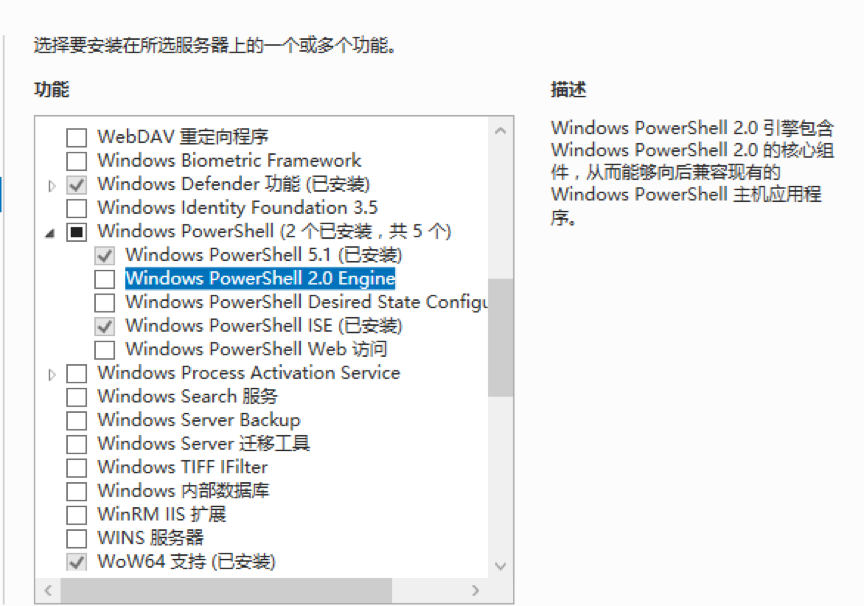 选择要安装在所选服务器上的一个或多个功能。
功能
WebDAV 重定向程序
Windows Biometric Framework
Windows Defender 功能 (已安装)
Windows Identity Foundation 3.5
Windows PowerShell (2 个已安装，共 5 个)
Windows PowerShell 5.1 (已安装)
Windows PowerShell 2.0 Engine
Windows PowerShell Desired State Configu
Windows PowerShell ISE (已安装)
Windows PowerShell Web 访问
Windows Process Activation Service
Windows Search 服务
Windows Server Backup
Windows Server 迁移工具
Windows TIFF IFilter
Windows 内部数据库
WinRM IIS 扩展
WINS 服务器
WoW64 支持 (已安装)
描述
Windows PowerShell 2.0 引擎包含
Windows PowerShell 2.0 的核心组
件，从而能够向后兼容现有的
Windows PowerShell 主机应用程
序。